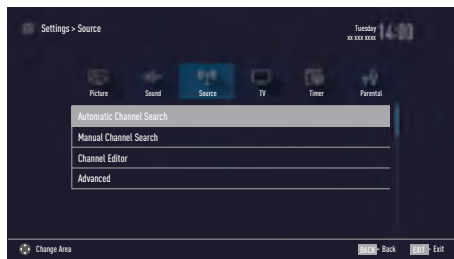 Settings > Source
Tuesday
xx xxx xxxx
14:00
Picture Sound Source TV Timer Parental
Automatic Channel Search
Manual Channel Search
Channel Editor
Advanced
Change Area
BACK Back
EXIT Exit